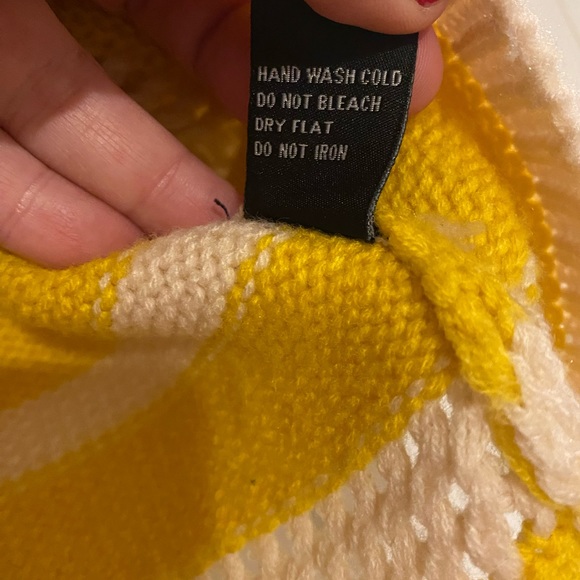 HAND WASH COLD
DO NOT BLEACH
DRY FLAT
DO NOT IRON